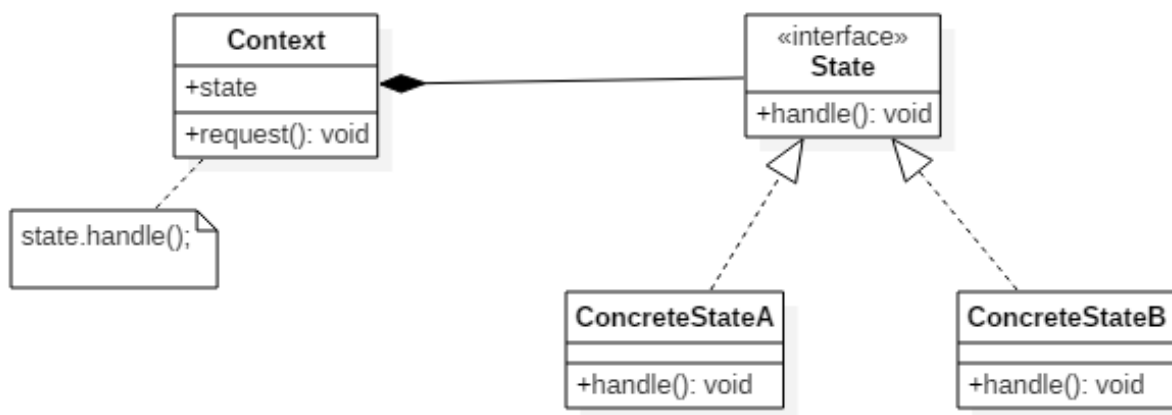 Context
+state
+request(): void
state.handle();
«interface»
State
+handle(): void
ConcreteStateA
+handle(): void
ConcreteStateB
+handle(): void